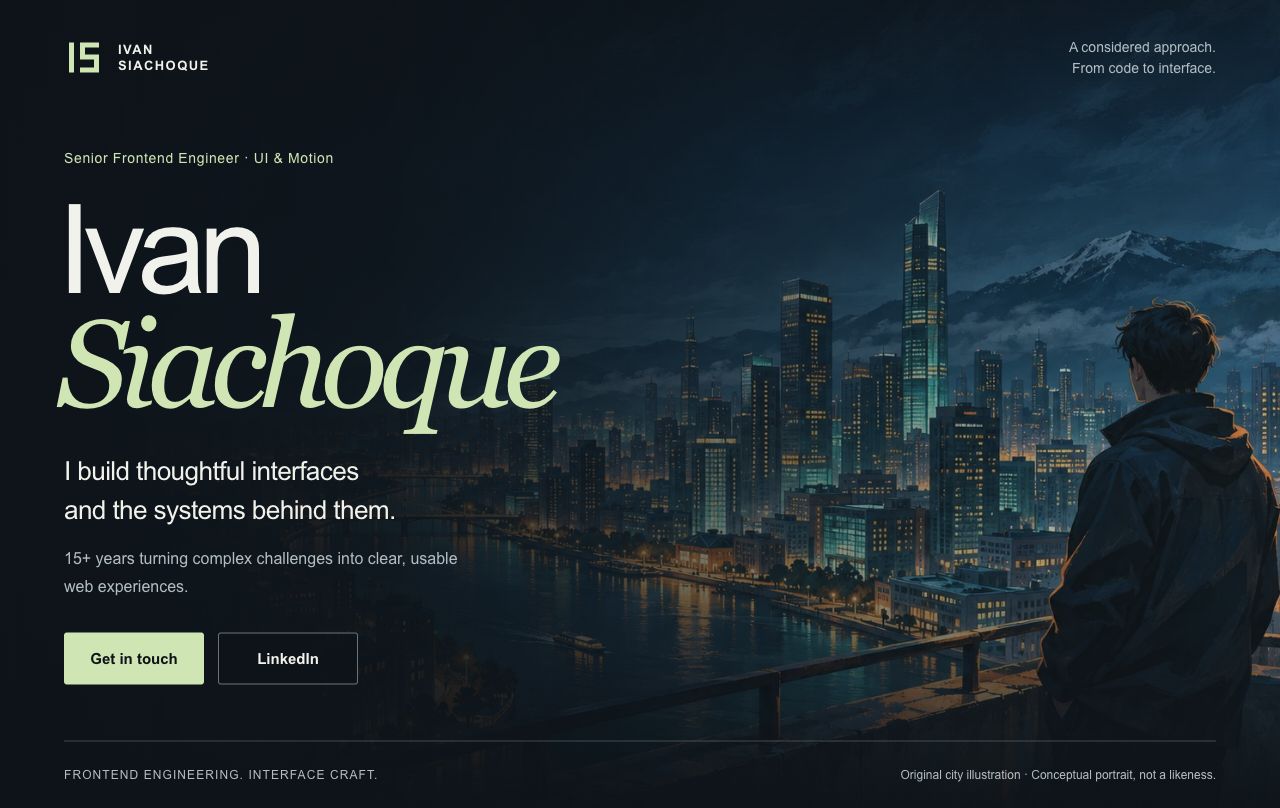 IS
IVAN
SIACHOQUE
A considered approach.
From code to interface.
Senior Frontend Engineer · UI & Motion
Ivan
Siachoque
I build thoughtful interfaces
and the systems behind them.
15+ years turning complex challenges into clear, usable
web experiences.
Get in touch
LinkedIn
FRONTEND ENGINEERING. INTERFACE CRAFT.
Original city illustration · Conceptual portrait, not a likeness.